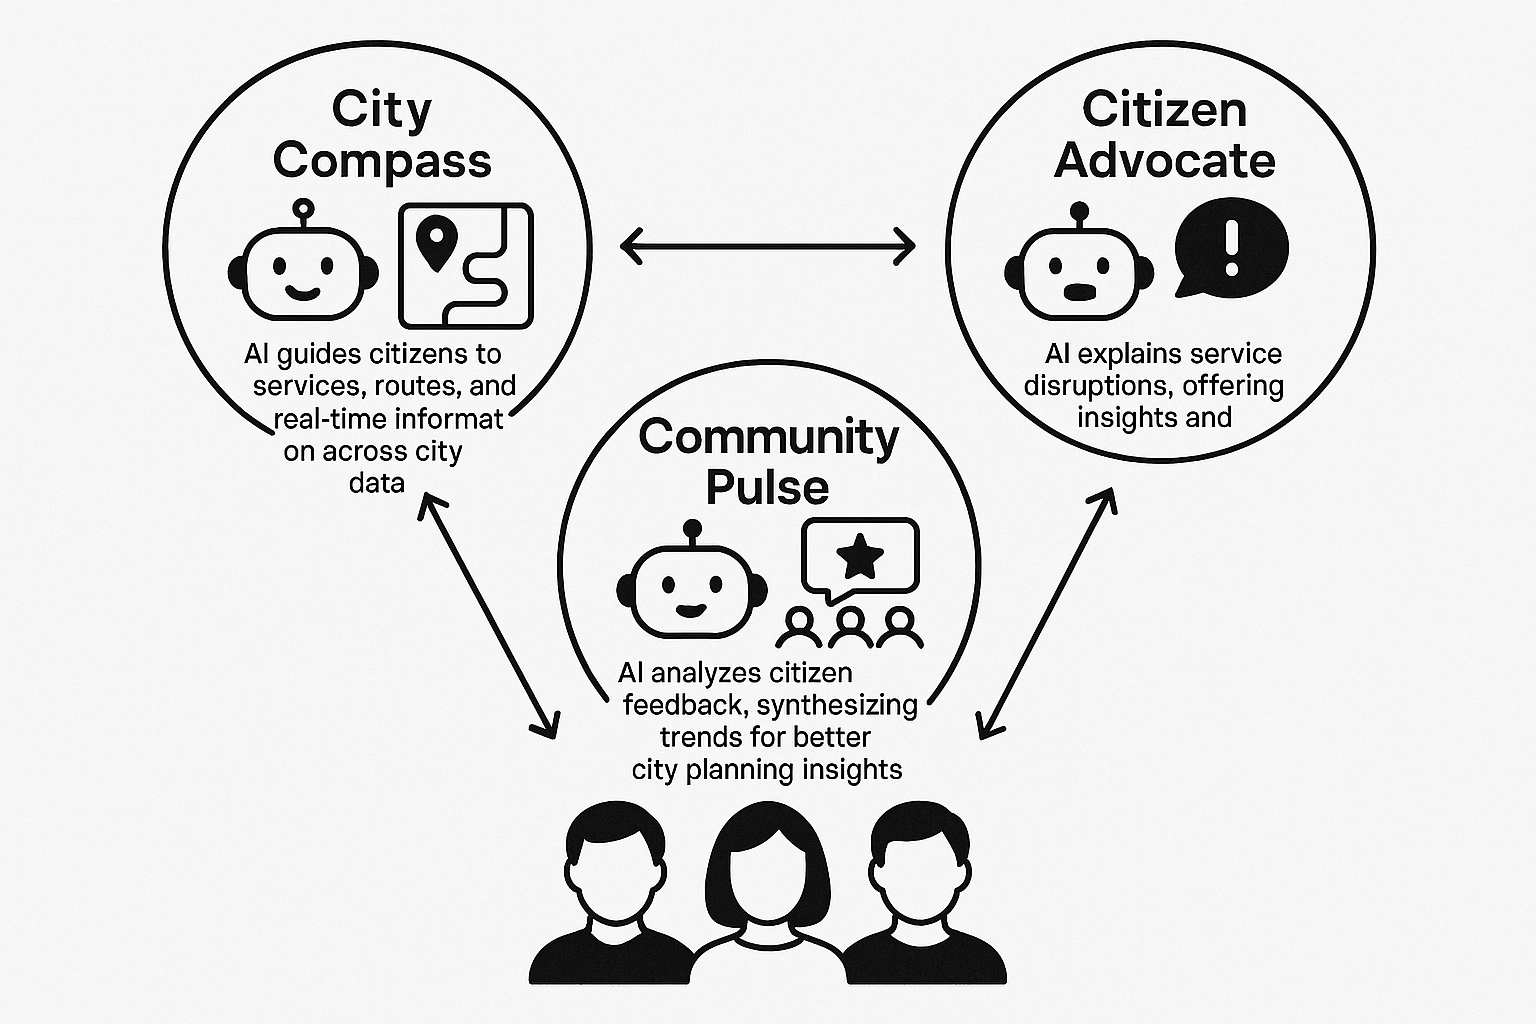 City
Compass
AI guides citizens to
services, routes, and
real-time informat
on across city
data
Citizen
Advocate
!
AI explains service
disruptions, offering
insights and
Community
Pulse
AI analyzes citizen
feedback, synthesizing
trends for better
city planning insights